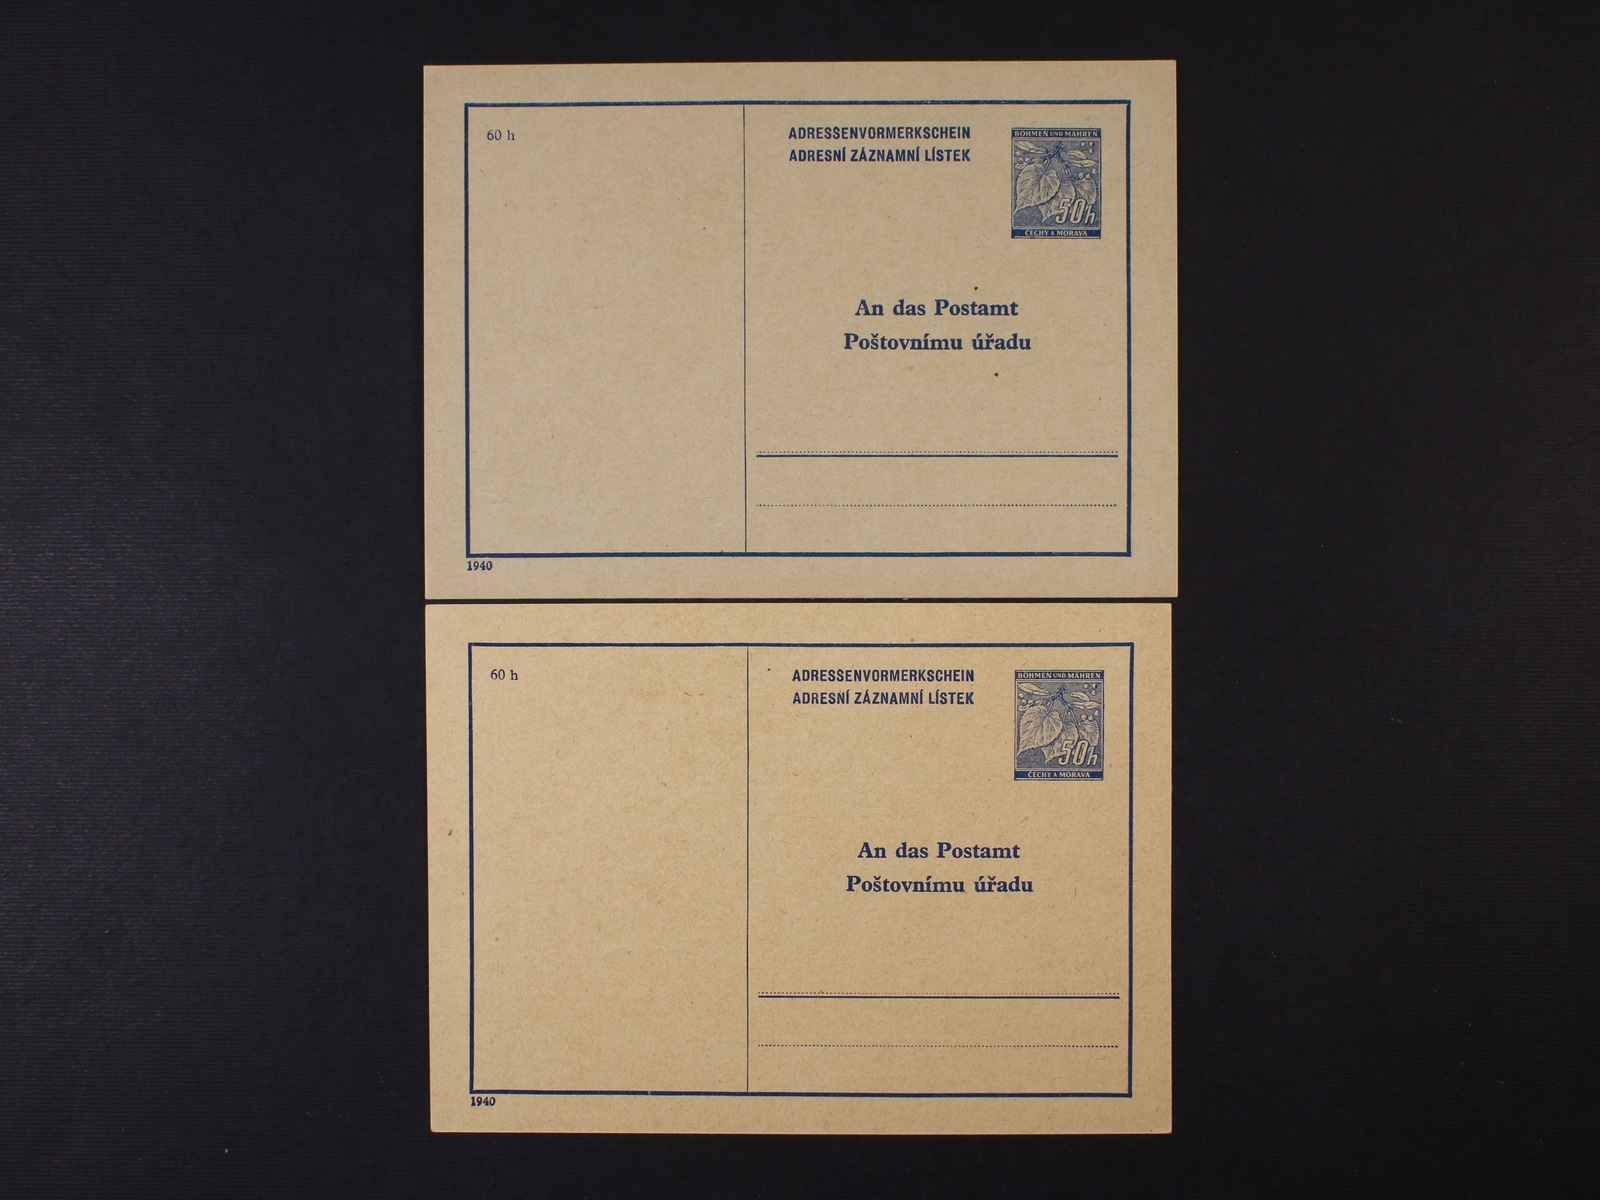 60 h
ADRESSENVORMERKSCHEIN
ADRESNÍ ZÁZNAMNÍ LÍSTEK
BÖHMEN UND MÄHREN
50h
ČECHY A MORAVA
An das Postamt
Poštovnímu úřadu
1940
60 h
ADRESSENVORMERKSCHEIN
ADRESNÍ ZÁZNAMNÍ LÍSTEK
BÖHMEN UND MÄHREN
50h
ČECHY A MORAVA
An das Postamt
Poštovnímu úřadu
1940